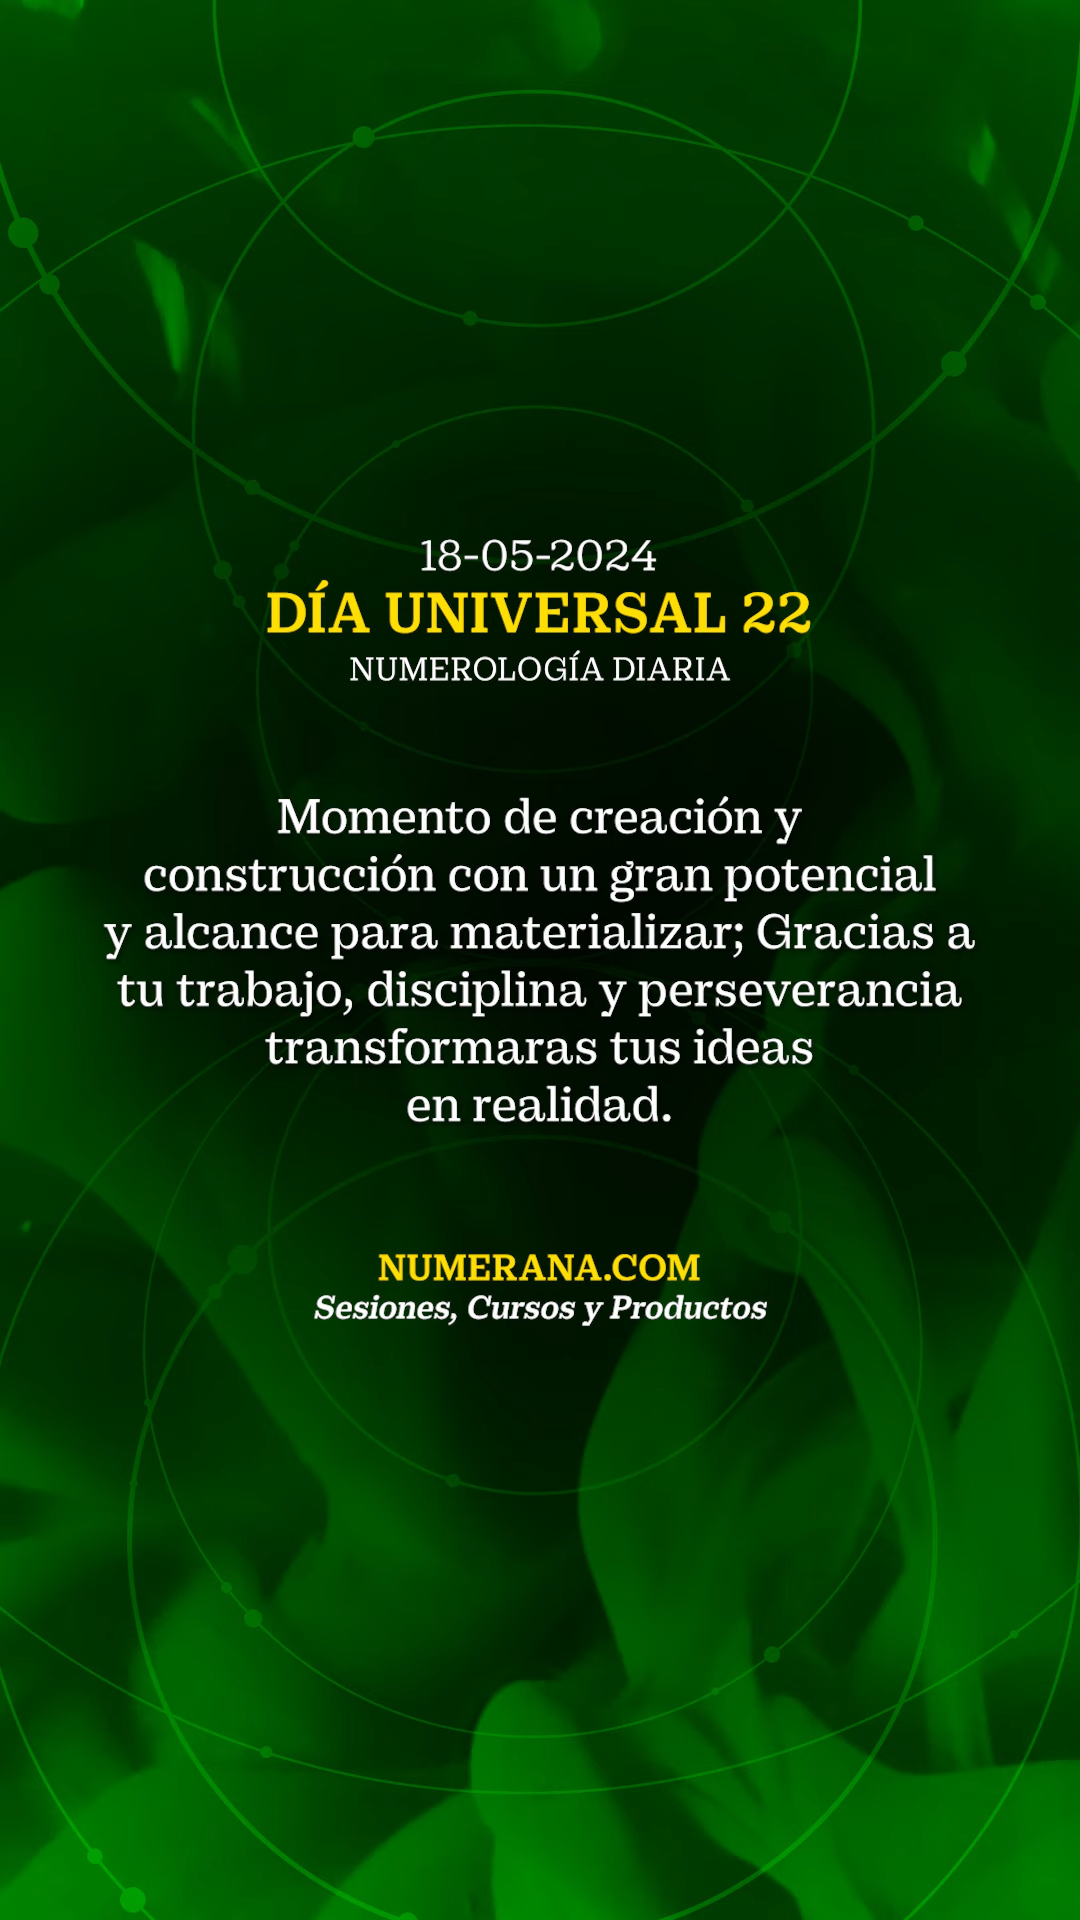 18-05-2024
DÍA UNIVERSAL 22
NUMEROLOGÍA DIARIA
Momento de creación y
construcción con un gran potencial
y alcance para materializar; Gracias a
tu trabajo, disciplina y perseverancia
transformaras tus ideas
en realidad.
NUMERANA.COM
Sesiones, Cursos y Productos